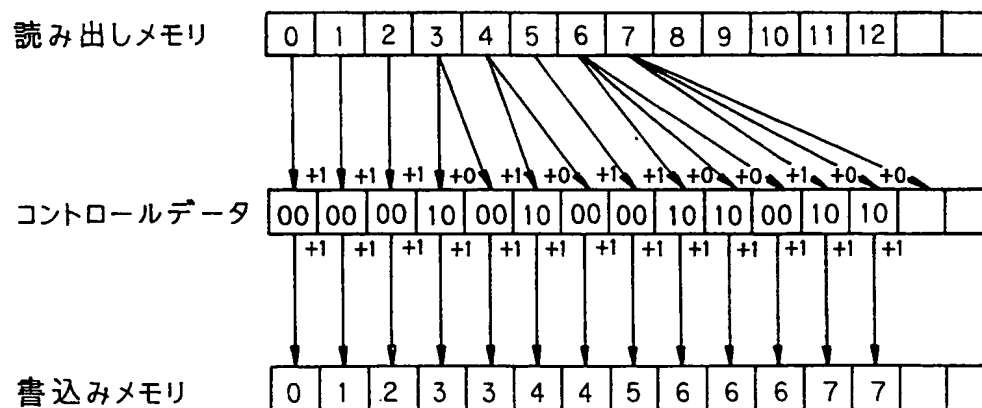 読み出しメモリ 0 1 2 3 4 5 6 7 8 9 10 11 12
+1 +1 +1 +0 +1 +0 +1 +1 +0 +0 +1 +0 +0
コントロールデータ 00 00 00 10 00 10 00 00 10 10 00 10 10
+1 +1 +1 +1 +1 +1 +1 +1 +1 +1 +1 +1 +1
書込みメモリ 0 1 2 3 3 4 4 5 6 6 6 7 7